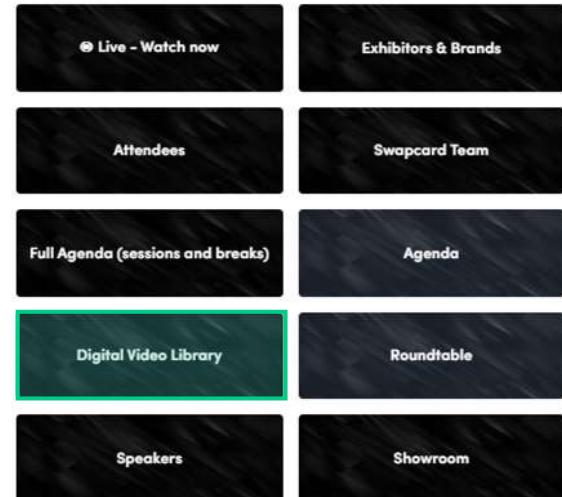 Live - Watch now
Exhibitors & Brands
Attendees
Swapcard Team
Full Agenda (sessions and breaks)
Agenda
Digital Video Library
Roundtable
Speakers
Showroom